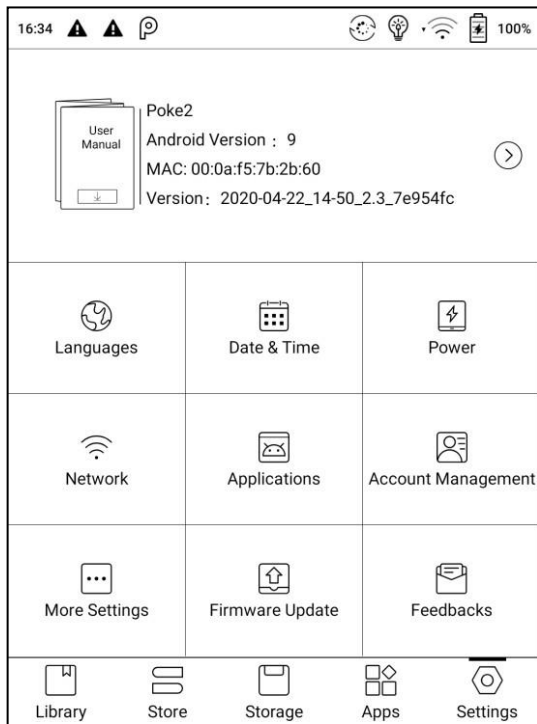 16:34
100%
User
Manual
Poke2
Android Version : 9
MAC: 00:0a:f5:7b:2b:60
Version: 2020-04-22_14-50_2.3_7e954fc
Languages
Date & Time
Power
Network
Applications
Account Management
More Settings
Firmware Update
Feedbacks
Library
Store
Storage
Apps
Settings